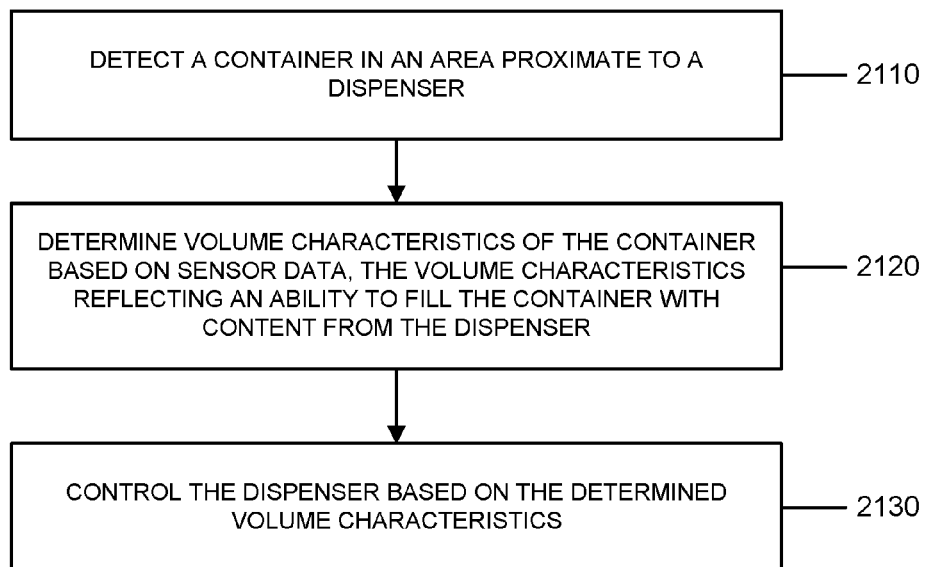 DETECT A CONTAINER IN AN AREA PROXIMATE TO A
DISPENSER
2110
DETERMINE VOLUME CHARACTERISTICS OF THE CONTAINER
BASED ON SENSOR DATA, THE VOLUME CHARACTERISTICS
REFLECTING AN ABILITY TO FILL THE CONTAINER WITH
CONTENT FROM THE DISPENSER
2120
CONTROL THE DISPENSER BASED ON THE DETERMINED
VOLUME CHARACTERISTICS
2130